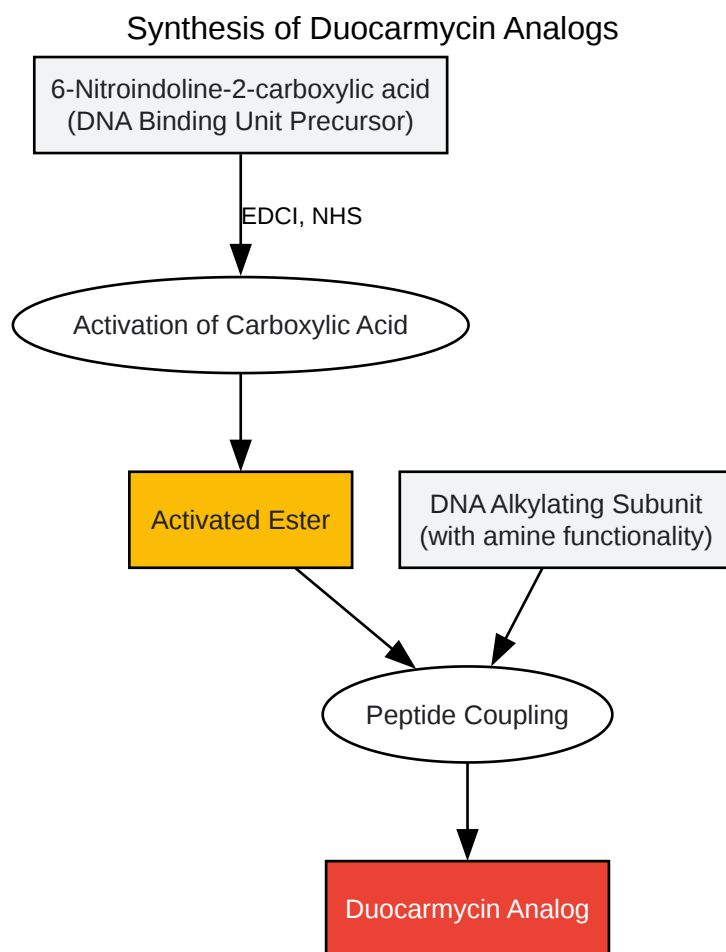 Synthesis of Duocarmycin Analogs
6-Nitroindoline-2-carboxylic acid
(DNA Binding Unit Precursor)
EDCI, NHS
Activation of Carboxylic Acid
Activated Ester
DNA Alkylating Subunit
(with amine functionality)
Peptide Coupling
Duocarmycin Analog